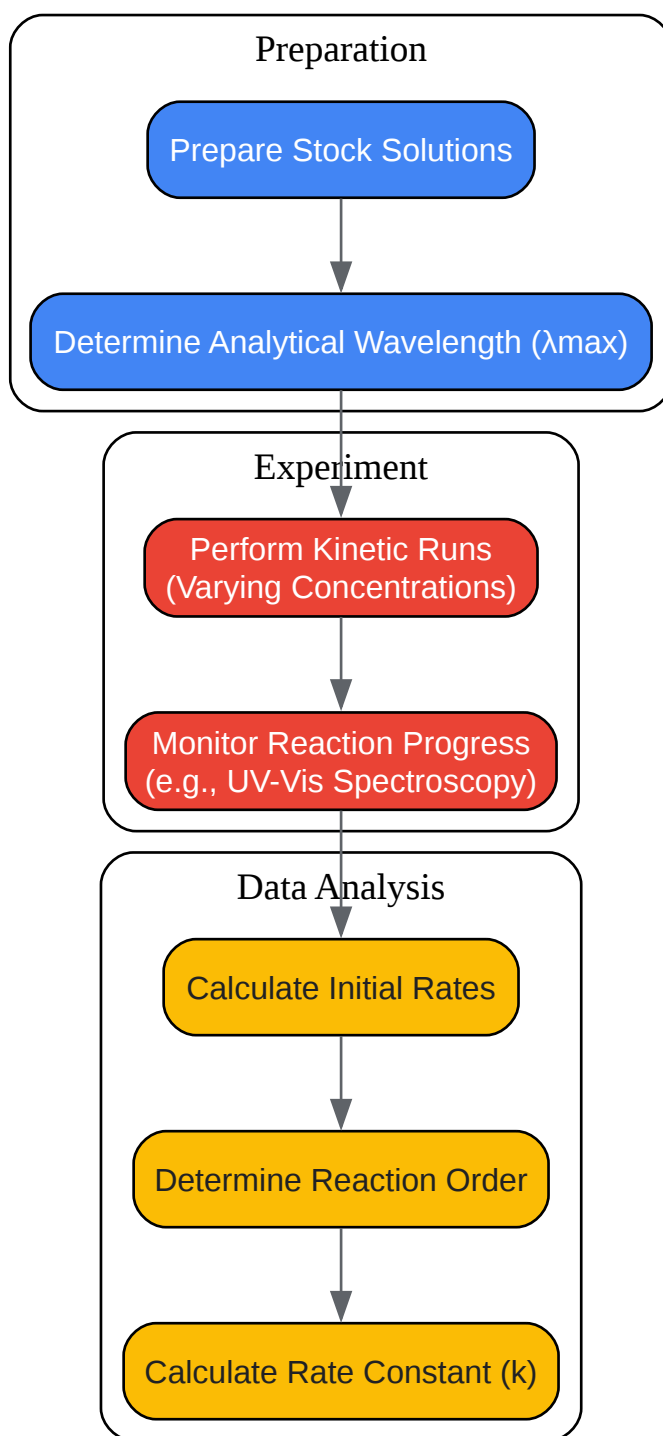 Preparation
Prepare Stock Solutions
Determine Analytical Wavelength (λmax)
Experiment
Perform Kinetic Runs
(Varying Concentrations)
Monitor Reaction Progress
(e.g., UV-Vis Spectroscopy)
Data Analysis
Calculate Initial Rates
Determine Reaction Order
Calculate Rate Constant (k)